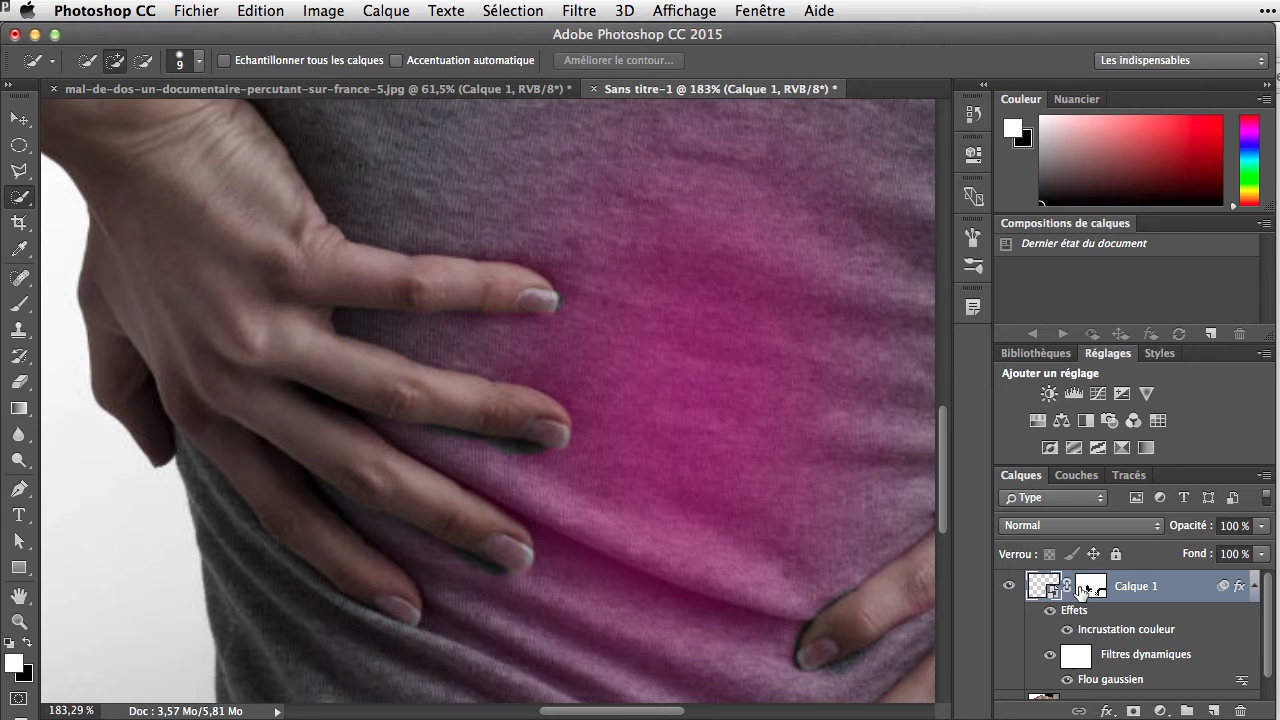 Photoshop CC Fichier Edition Image Calque Texte Sélection Filtre 3D Affichage Fenêtre Aide
Adobe Photoshop CC 2015
9 Echantillonner tous les calques Accentuation automatique Améliorer le contour... Les indispensables
mal-de-dos-un-documentaire-percutant-sur-france-5.jpg @ 61,5% (Calque 1, RVB/8*) * Sans titre-1 @ 183% (Calque 1, RVB/8*) *
Couleur Nuancier
Compositions de calques
Dernier état du document
Bibliothèques Réglages Styles
Ajouter un réglage
Calques Couches Tracés
Type
Normal Opacité : 100 %
Verrou : Fond : 100 %
Calque 1 fx
Effets
Incrustation couleur
Filtres dynamiques
Flou gaussien
183,29 % Doc : 3,57 Mo/5,81 Mo